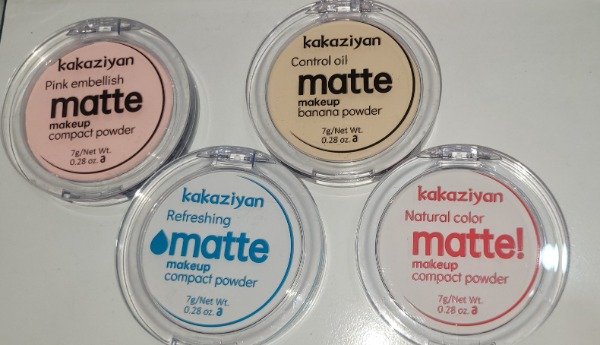 kakaziyan
Pink embellish
matte
makeup
compact powder
7g/Net Wt.
0.28 oz. a
kakaziyan
Control oil
matte
makeup
banana powder
7g/Net Wt.
0.28 oz. a
kakaziyan
Refreshing
matte
makeup
compact powder
7g/Net Wt.
0.28 oz. a
kakaziyan
Natural color
matte!
makeup
compact powder
7g/Net Wt.
0.28 oz. a